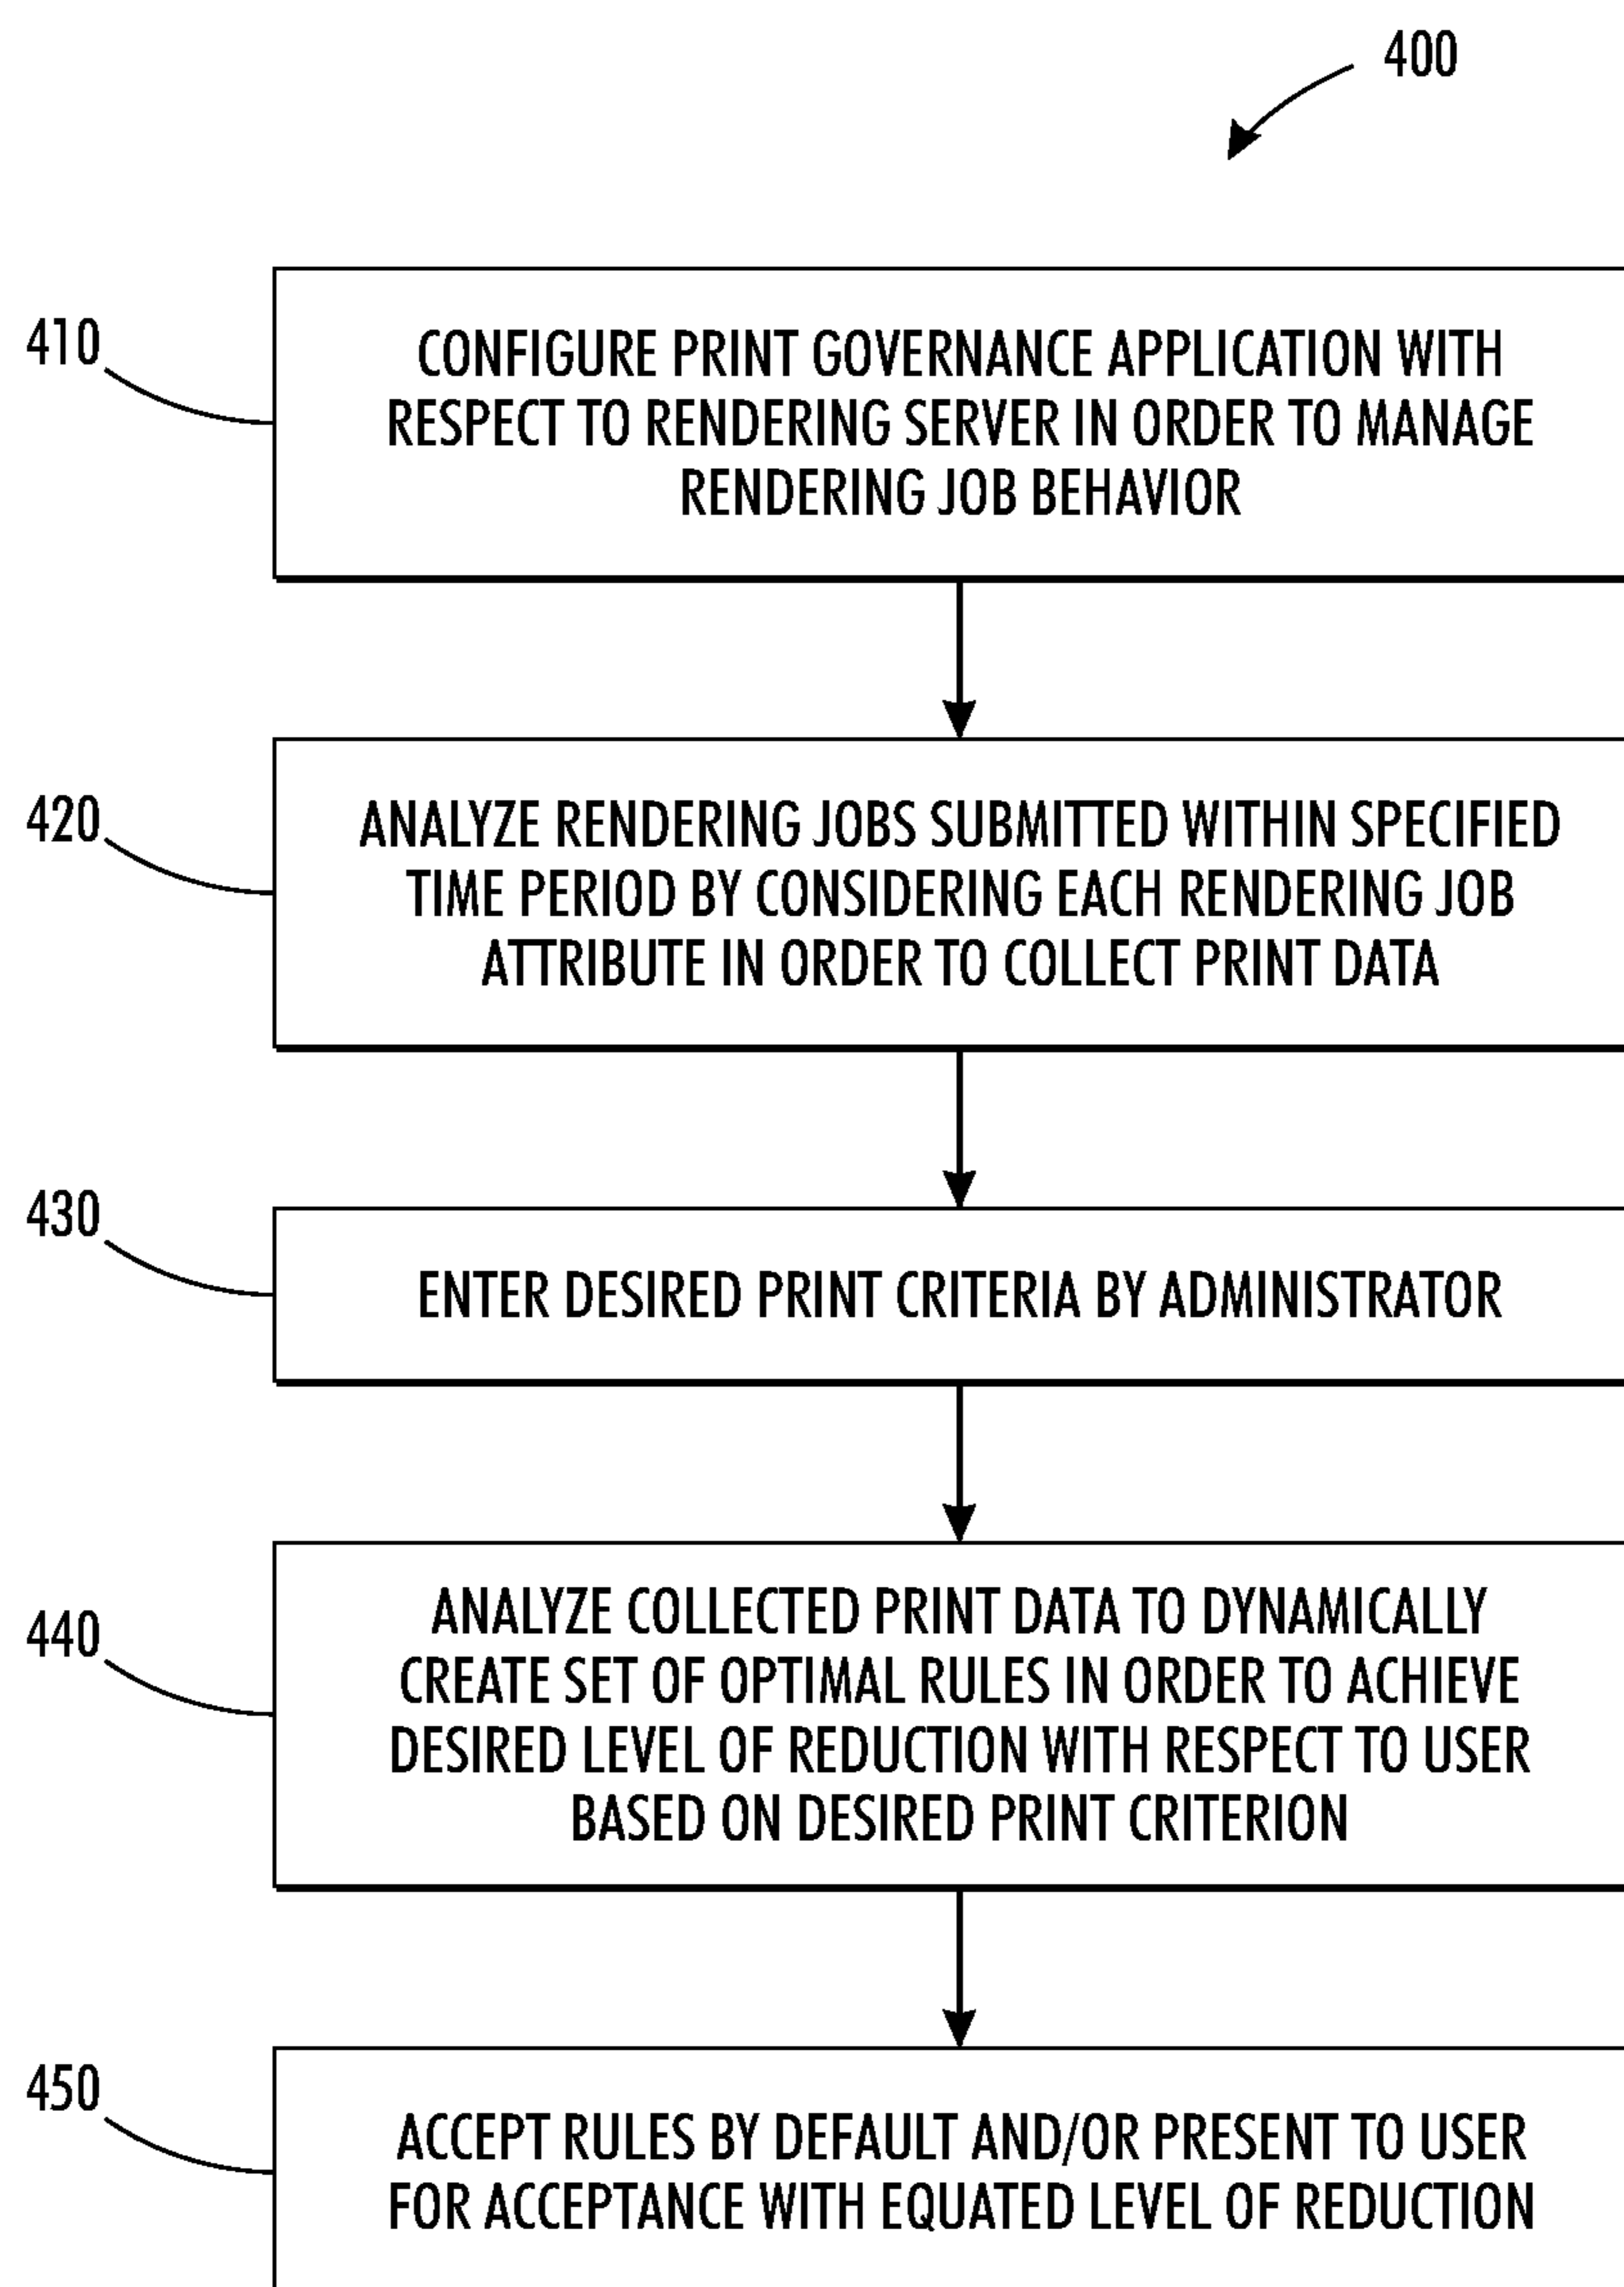 400
410
CONFIGURE PRINT GOVERNANCE APPLICATION WITH
RESPECT TO RENDERING SERVER IN ORDER TO MANAGE
RENDERING JOB BEHAVIOR
420
ANALYZE RENDERING JOBS SUBMITTED WITHIN SPECIFIED
TIME PERIOD BY CONSIDERING EACH RENDERING JOB
ATTRIBUTE IN ORDER TO COLLECT PRINT DATA
430
ENTER DESIRED PRINT CRITERIA BY ADMINISTRATOR
440
ANALYZE COLLECTED PRINT DATA TO DYNAMICALLY
CREATE SET OF OPTIMAL RULES IN ORDER TO ACHIEVE
DESIRED LEVEL OF REDUCTION WITH RESPECT TO USER
BASED ON DESIRED PRINT CRITERION
450
ACCEPT RULES BY DEFAULT AND/OR PRESENT TO USER
FOR ACCEPTANCE WITH EQUATED LEVEL OF REDUCTION